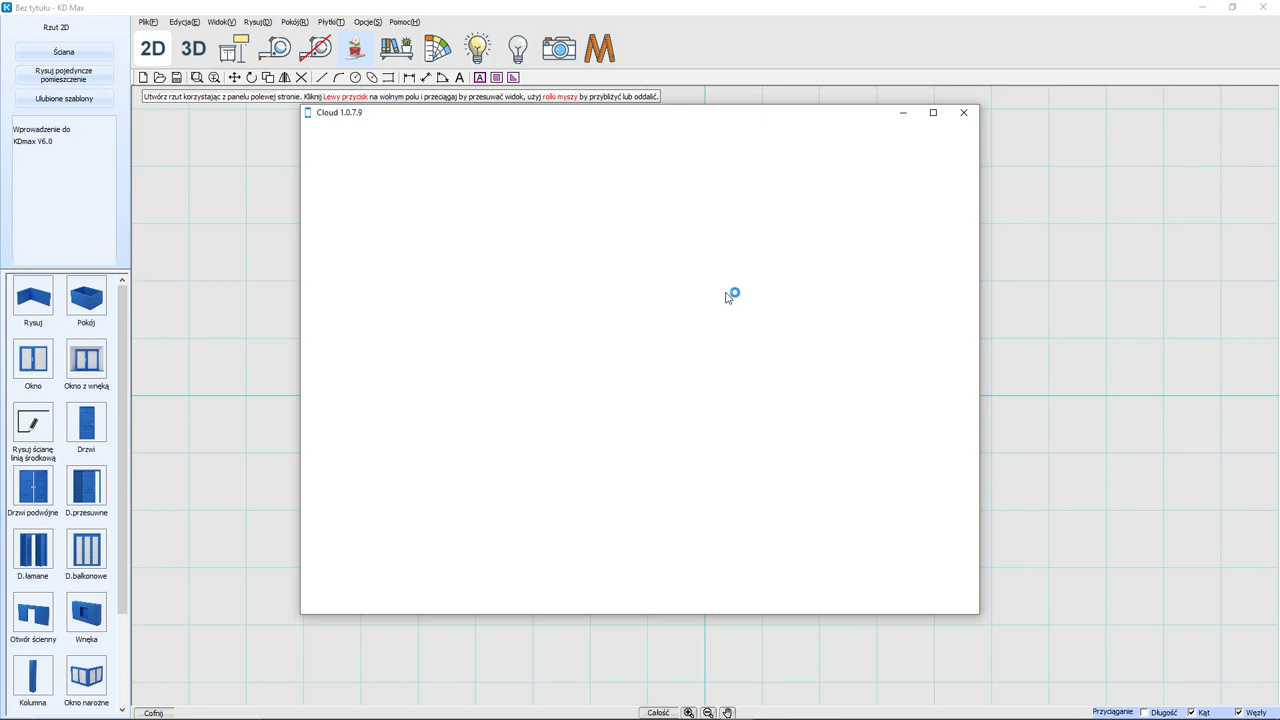 Bez tytułu - KD Max
Rzut 2D
Plik(F) Edycja(E) Widok(V) Rysuj(D) Pokój(R) Płytki(T) Opcje(S) Pomoc(H)
Ściana
Rysuj pojedyncze
pomieszczenie
Ulubione szablony
2D 3D
A A
Utwórz rzut korzystając z panelu polewej stronie. Kliknij Lewy przycisk na wolnym polu i przeciągaj by przesuwać widok, użyj rolki myszy by przybliżyć lub oddalić.
Cloud 1.0.7.9
Wprowadzenie do
KDmax V6.0
Rysuj Pokój
Okno Okno z wnęką
Rysuj ścianę
linią środkową
Drzwi
Drzwi podwójne D.przesuwne
D.łamane D.balkonowe
Otwór ścienny Wnęka
Kolumna Okno narożne
Cofnij Całość Przyciąganie Długość Kąt Węzły